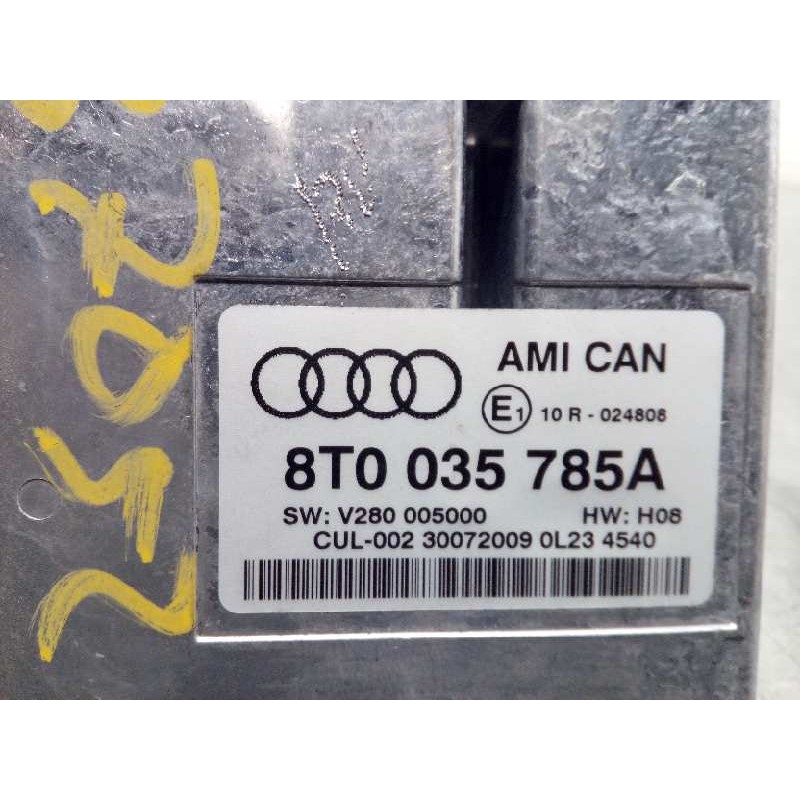 AMI CAN
E1 10 R - 024808
8T0 035 785A
SW: V280 005000 HW: H08
CUL-002 30072009 0L23 4540